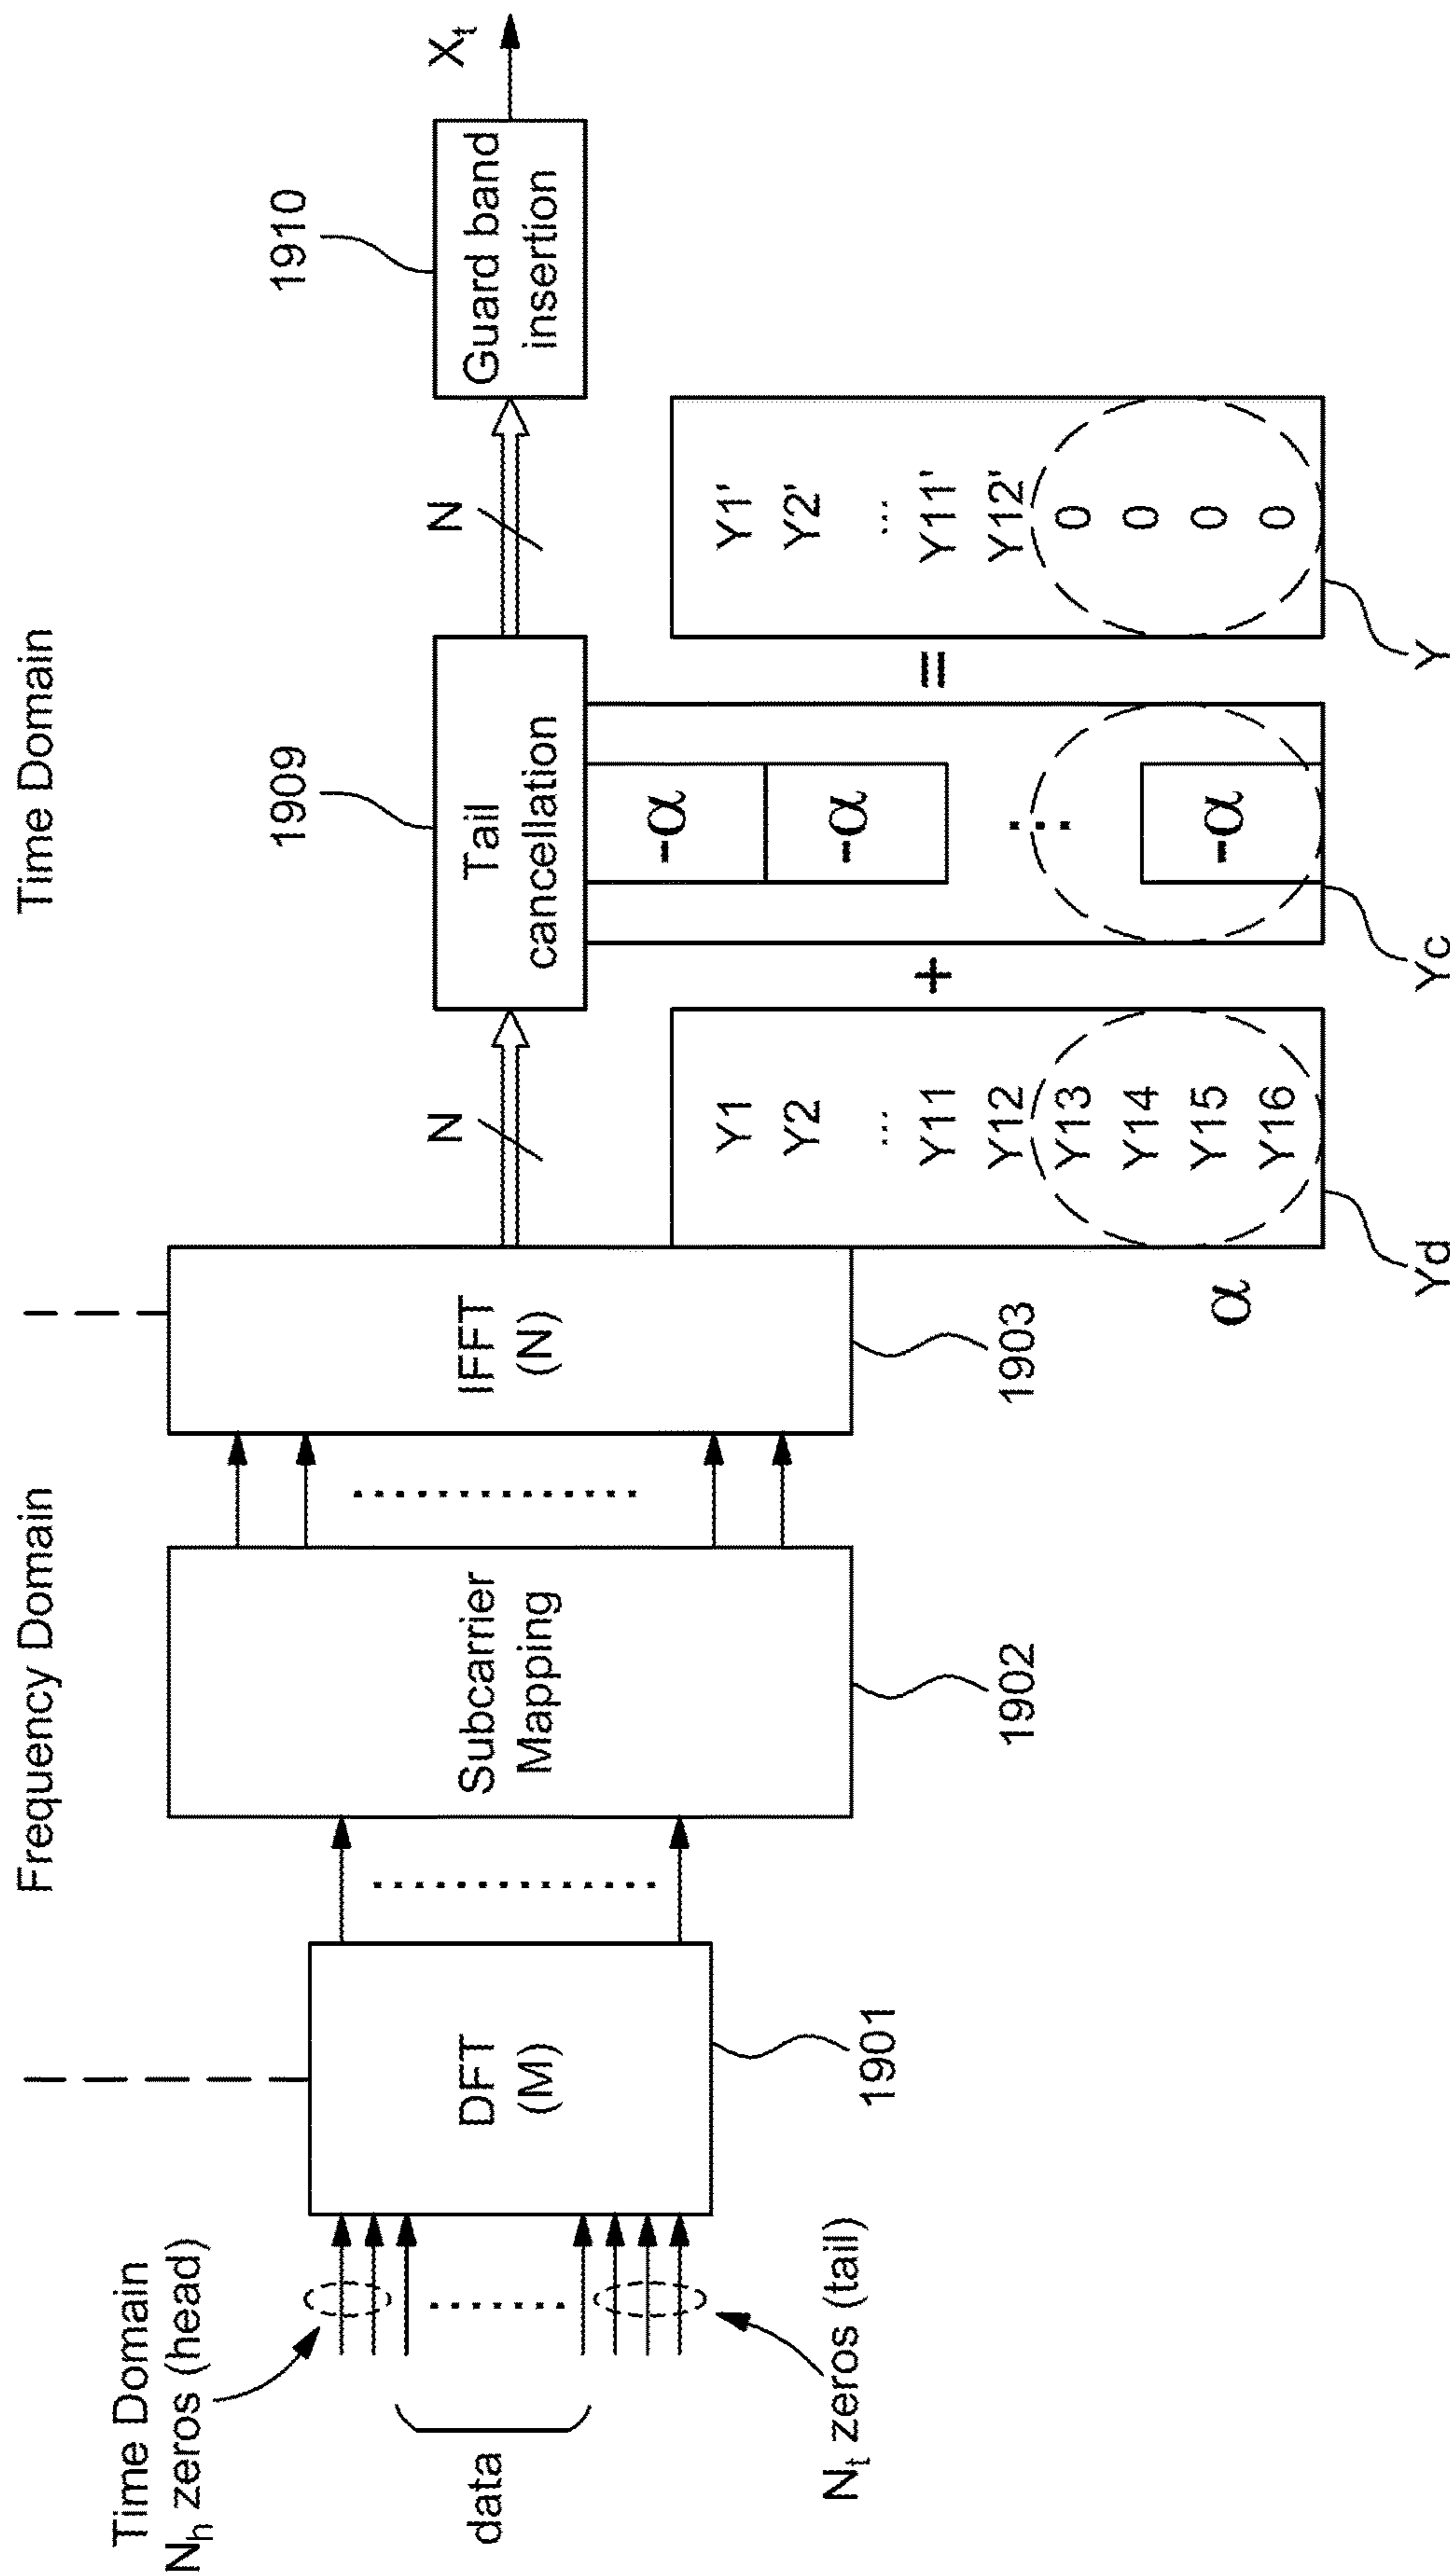 Time Domain
Frequency Domain
Time Domain
N_h zeros (head)
data
N_t zeros (tail)
DFT
(M)
1901
Subcarrier
Mapping
1902
IFFT
(N)
1903
N
Tail
cancellation
1909
N
Guard band
insertion
1910
X_t
α
Y1
Y2
...
Y11
Y12
Y13
Y14
Y15
Y16
Yd
+
-α
-α
...
-α
Yc
=
Y1'
Y2'
...
Y11'
Y12'
0
0
0
0
Y